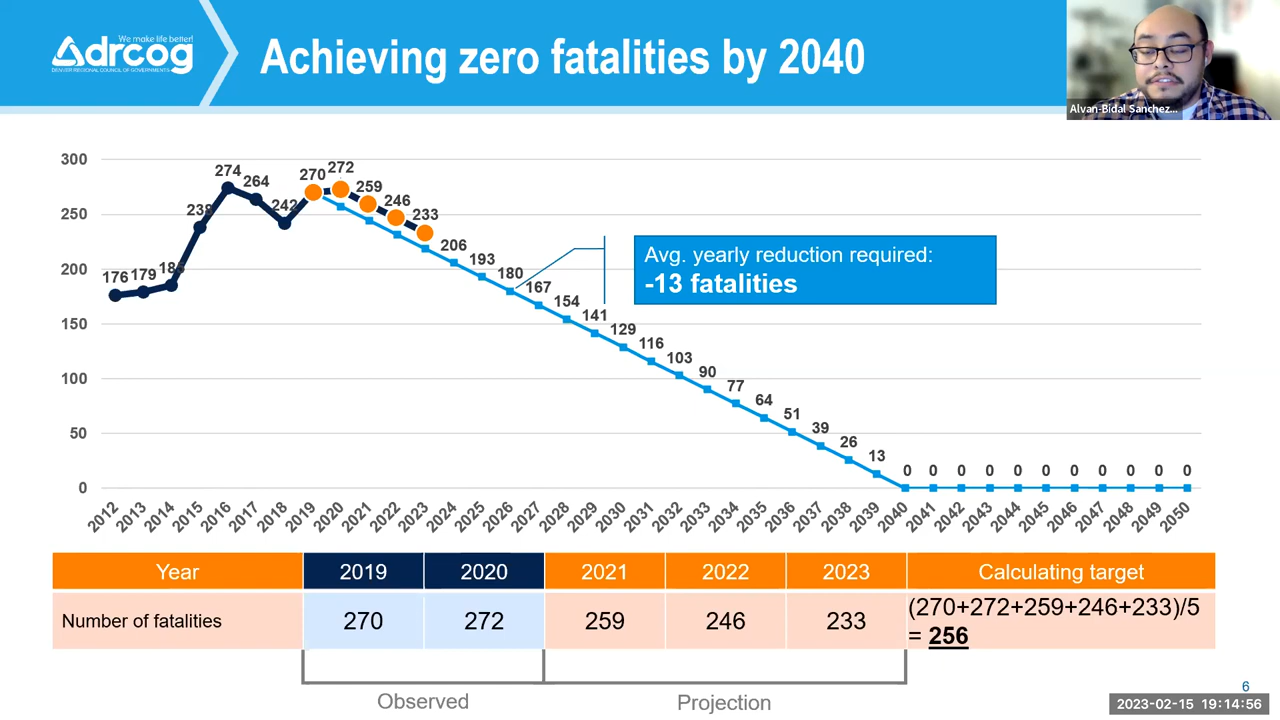 We make life better!
drcog
DENVER REGIONAL COUNCIL OF GOVERNMENTS
Achieving zero fatalities by 2040
Alvan-Bidal Sanchez...
300
250
200
150
100
50
0
176 179 185 238 274 264 242 270 272 259 246 233 206 193 180 167 154 141 129 116 103 90 77 64 51 39 26 13 0 0 0 0 0 0 0 0 0 0 0
Avg. yearly reduction required:
-13 fatalities
2012 2013 2014 2015 2016 2017 2018 2019 2020 2021 2022 2023 2024 2025 2026 2027 2028 2029 2030 2031 2032 2033 2034 2035 2036 2037 2038 2039 2040 2041 2042 2043 2044 2045 2046 2047 2048 2049 2050
Year 2019 2020 2021 2022 2023 Calculating target
Number of fatalities 270 272 259 246 233 (270+272+259+246+233)/5
= 256
Observed Projection
6
2023-02-15 19:14:56